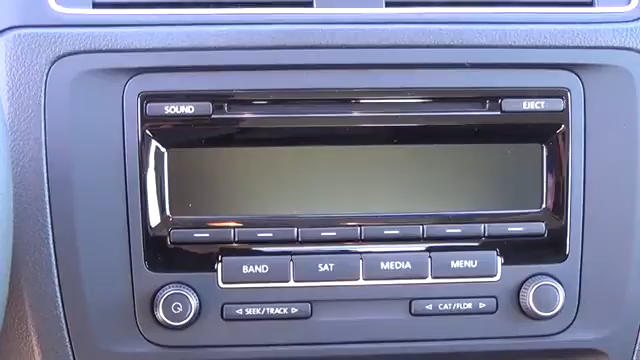 SOUND
EJECT
BAND
SAT
MEDIA
MENU
SEEK/TRACK
CAT/FLDR